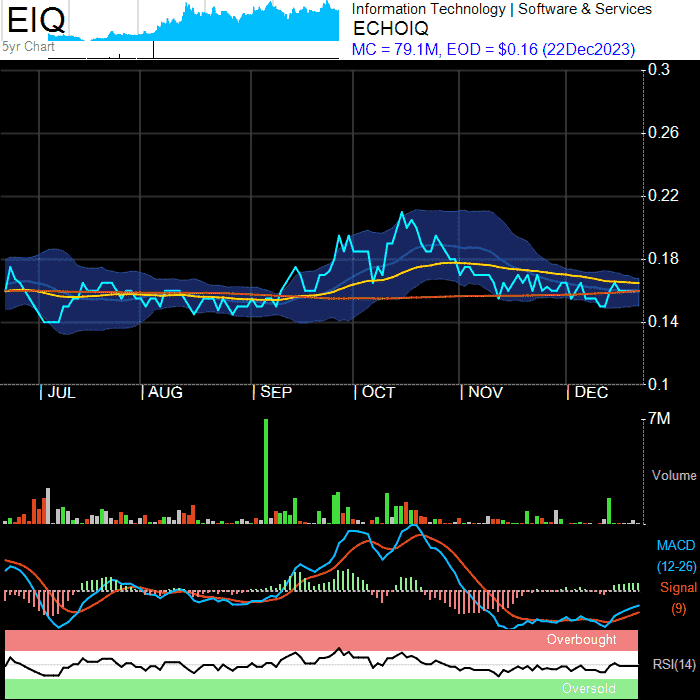 EIQ
5yr Chart
Information Technology | Software & Services
ECHOIQ
MC = 79.1M, EOD = $0.16 (22Dec2023)
0.3
0.26
0.22
0.18
0.14
0.1
| JUL | AUG | SEP | OCT | NOV | DEC
7M
Volume
MACD
(12-26)
Signal
(9)
Overbought
RSI(14)
Oversold